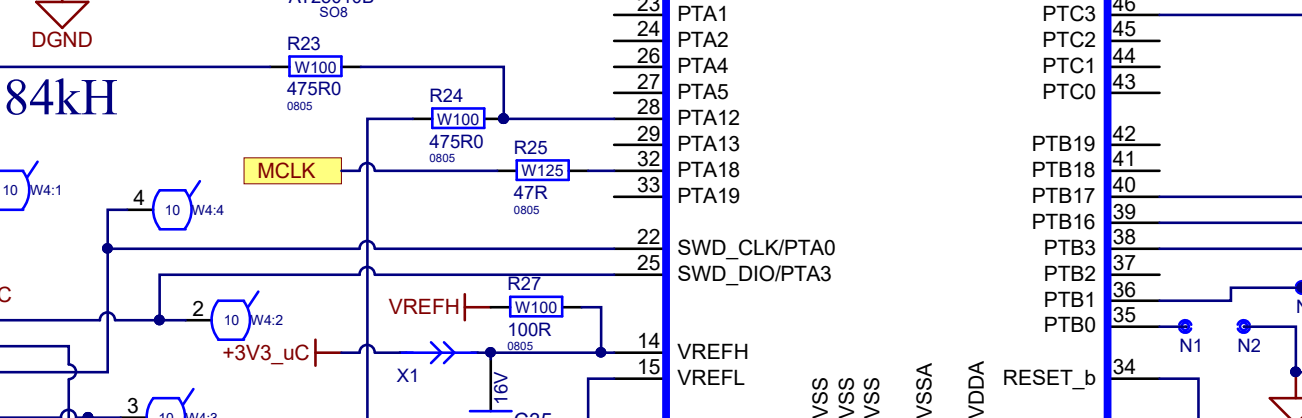 SO8
DGND
R23
W100
475R0
0805
84kH
R24
W100
475R0
0805
MCLK
R25
W125
47R
0805
10 W4:1
4
10 W4:4
2
10 W4:2
3
R27
VREFH
W100
100R
0805
+3V3_uC
X1
16V
23 PTA1
24 PTA2
26 PTA4
27 PTA5
28 PTA12
29 PTA13
32 PTA18
33 PTA19
22 SWD_CLK/PTA0
25 SWD_DIO/PTA3
14 VREFH
15 VREFL
VSS
VSS
VSS
VSSA
VDDA
PTC3 46
PTC2 45
PTC1 44
PTC0 43
PTB19 42
PTB18 41
PTB17 40
PTB16 39
PTB3 38
PTB2 37
PTB1 36
PTB0 35
RESET_b 34
N1
N2